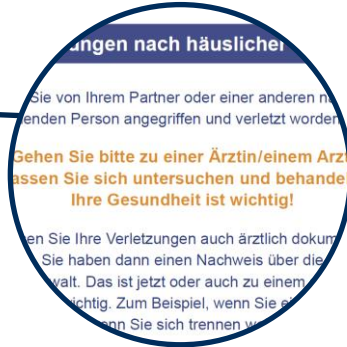 ungen nach häuslicher
Sie von Ihrem Partner oder einer anderen
enden Person angegriffen und verletzt worden
Gehen Sie bitte zu einer Ärztin/einem Arzt
assen Sie sich untersuchen und behande
Ihre Gesundheit ist wichtig!
en Sie Ihre Verletzungen auch ärztlich dokum
Sie haben dann einen Nachweis über die
walt. Das ist jetzt oder auch zu einem
ichtig. Zum Beispiel, wenn Sie
nn Sie sich trennen